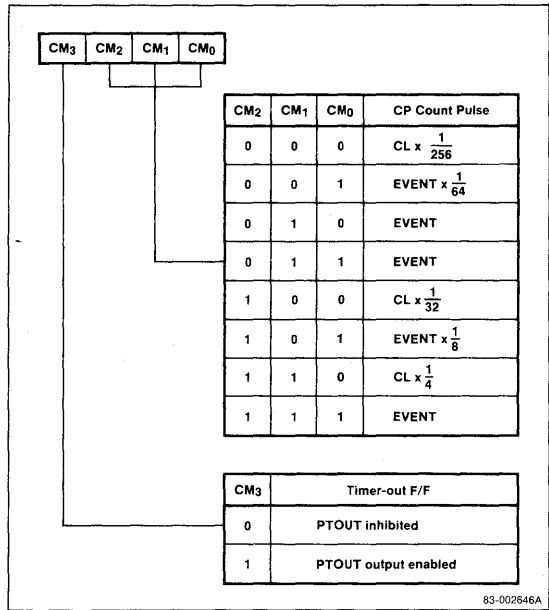 CM3 CM2 CM1 CM0
CM2 CM1 CM0 CP Count Pulse
0 0 0 CL x 1/256
0 0 1 EVENT x 1/64
0 1 0 EVENT
0 1 1 EVENT
1 0 0 CL x 1/32
1 0 1 EVENT x 1/8
1 1 0 CL x 1/4
1 1 1 EVENT
CM3 Timer-out F/F
0 PTOUT inhibited
1 PTOUT output enabled
83-002646A